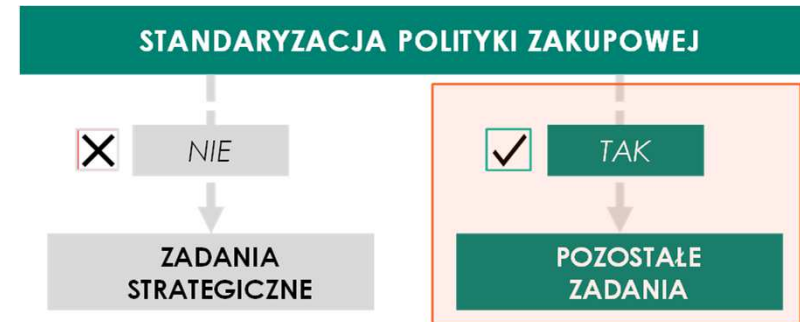 STANDARYZACJA POLITYKI ZAKUPOWEJ
NIE
TAK
ZADANIA
STRATEGICZNE
POZOSTAŁE
ZADANIA